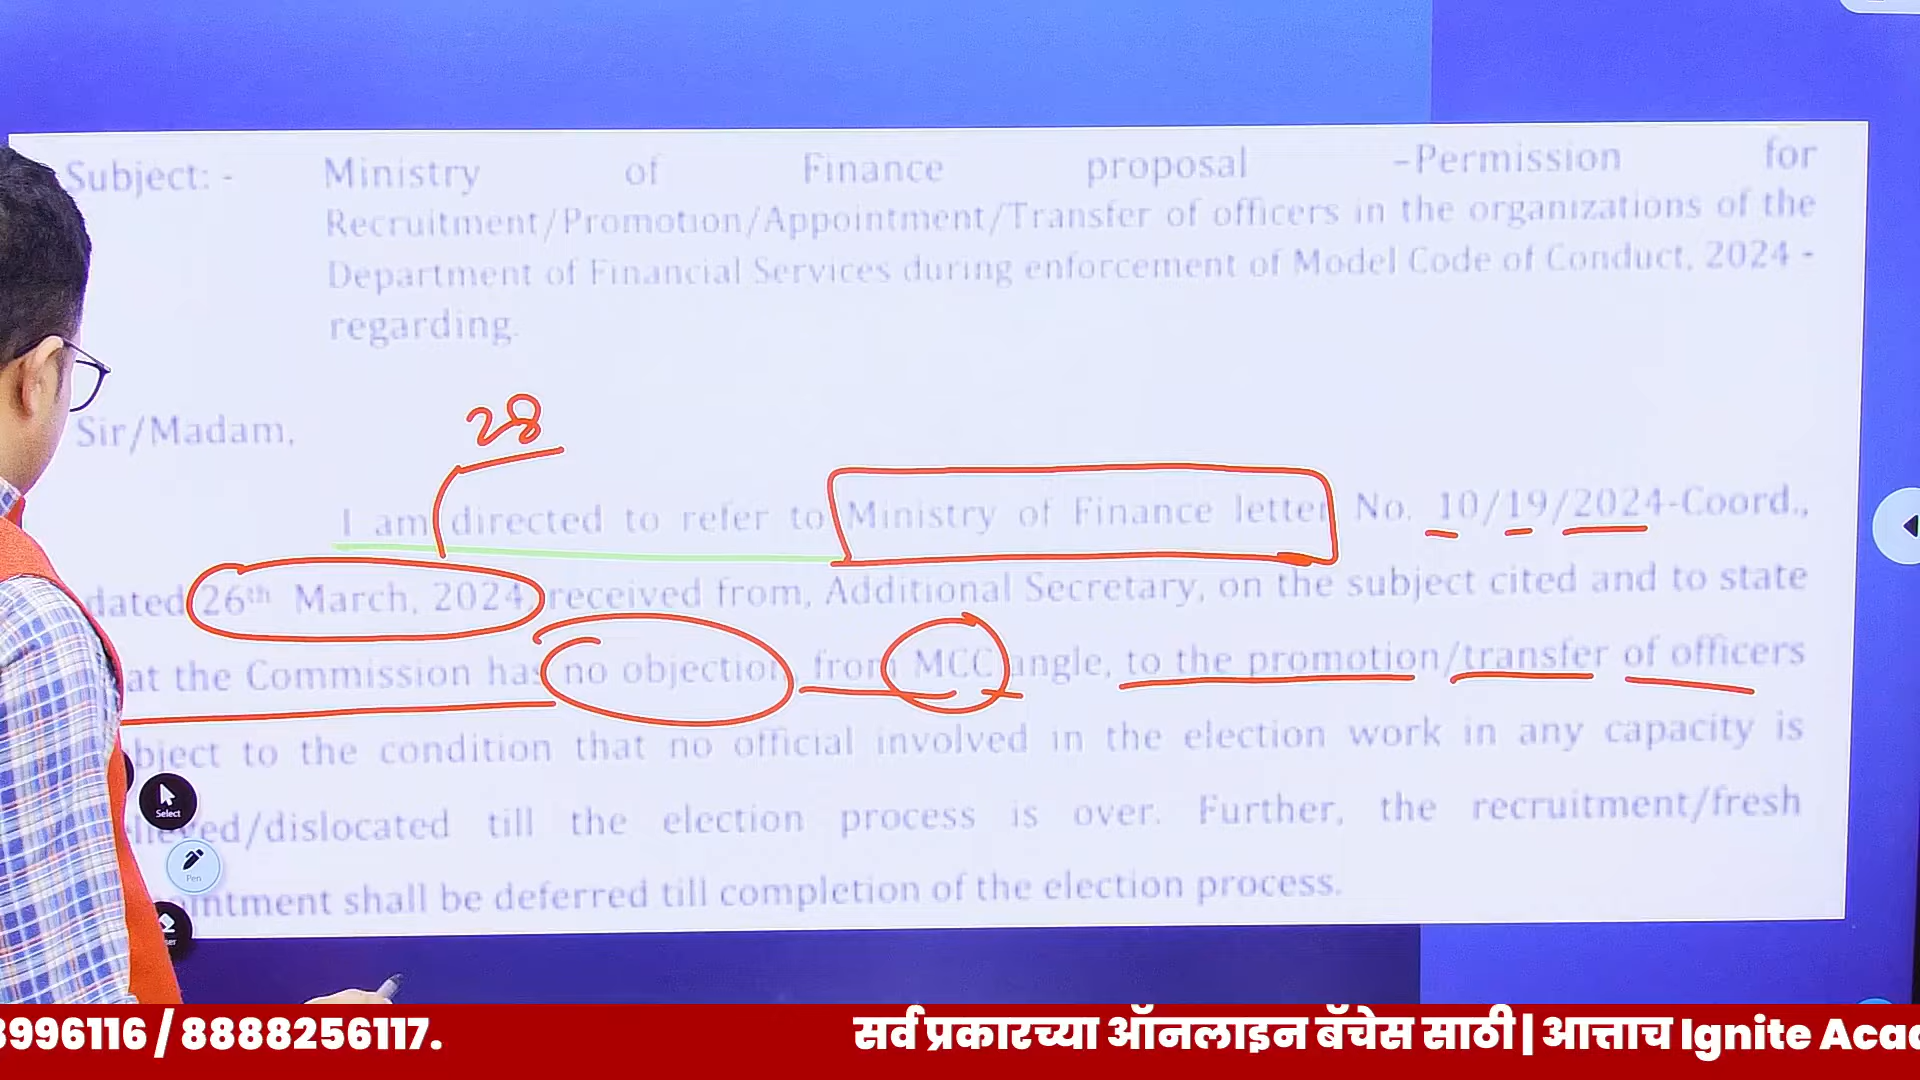 Subject: - Ministry of Finance proposal –Permission for
Recruitment/Promotion/Appointment/Transfer of officers in the organizations of the
Department of Financial Services during enforcement of Model Code of Conduct, 2024 -
regarding.
28
Sir/Madam,
I am directed to refer to Ministry of Finance letter No. 10/19/2024-Coord.,
dated 26th March, 2024, received from, Additional Secretary, on the subject cited and to state
at the Commission has no objection, from MCC angle, to the promotion/transfer of officers
bject to the condition that no official involved in the election work in any capacity is
ed/dislocated till the election process is over. Further, the recruitment/fresh
intment shall be deferred till completion of the election process.
Select
Pen
8996116 / 8888256117. सर्व प्रकारच्या ऑनलाइन बॅचेस साठी | आत्ताच Ignite Acad